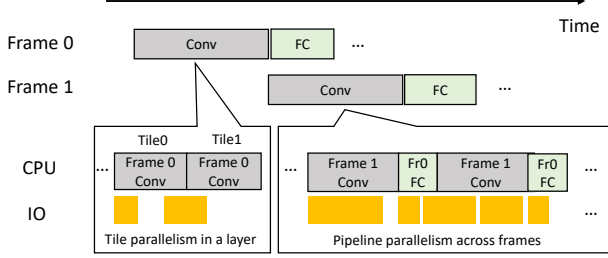 Time
Frame 0
Conv
FC
...
Frame 1
Conv
FC
...
Tile0
Tile1
CPU
...
Frame 0
Conv
Frame 0
Conv
...
Frame 1
Conv
Fr0
FC
Frame 1
Conv
Fr0
FC
...
IO
...
Tile parallelism in a layer
Pipeline parallelism across frames